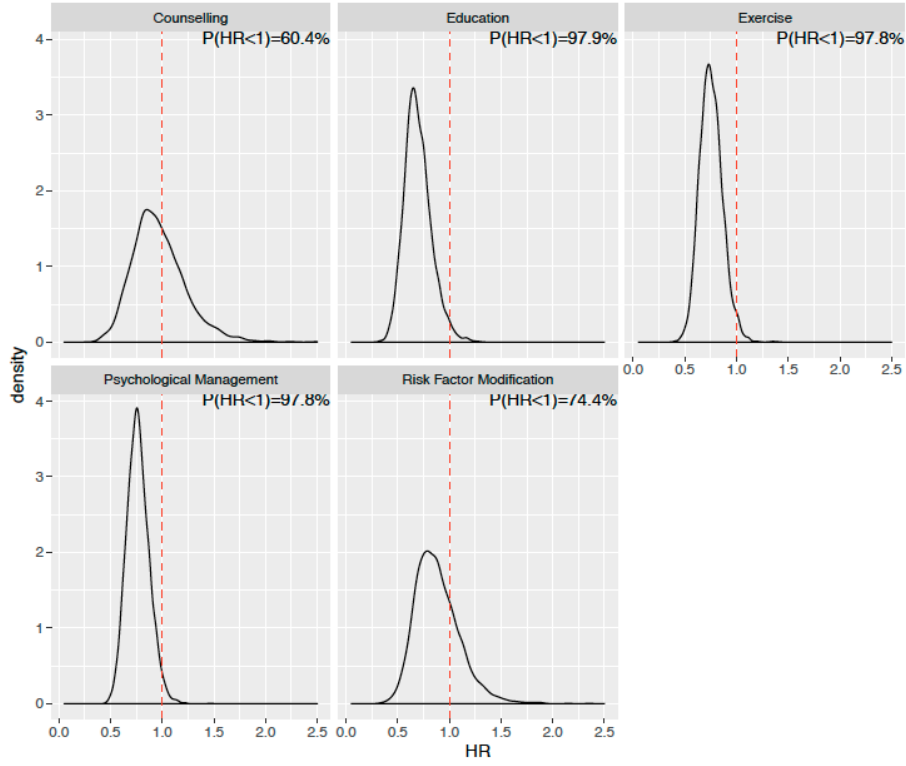 Counselling
Education
Exercise
P(HR<1)=60.4%
P(HR<1)=97.9%
P(HR<1)=97.8%
4
3
2
1
0
0.0 0.5 1.0 1.5 2.0 2.5
density
Psychological Management
Risk Factor Modification
P(HR<1)=97.8%
P(HR<1)=74.4%
4
3
2
1
0
0.0 0.5 1.0 1.5 2.0 2.5
0.0 0.5 1.0 1.5 2.0 2.5
HR